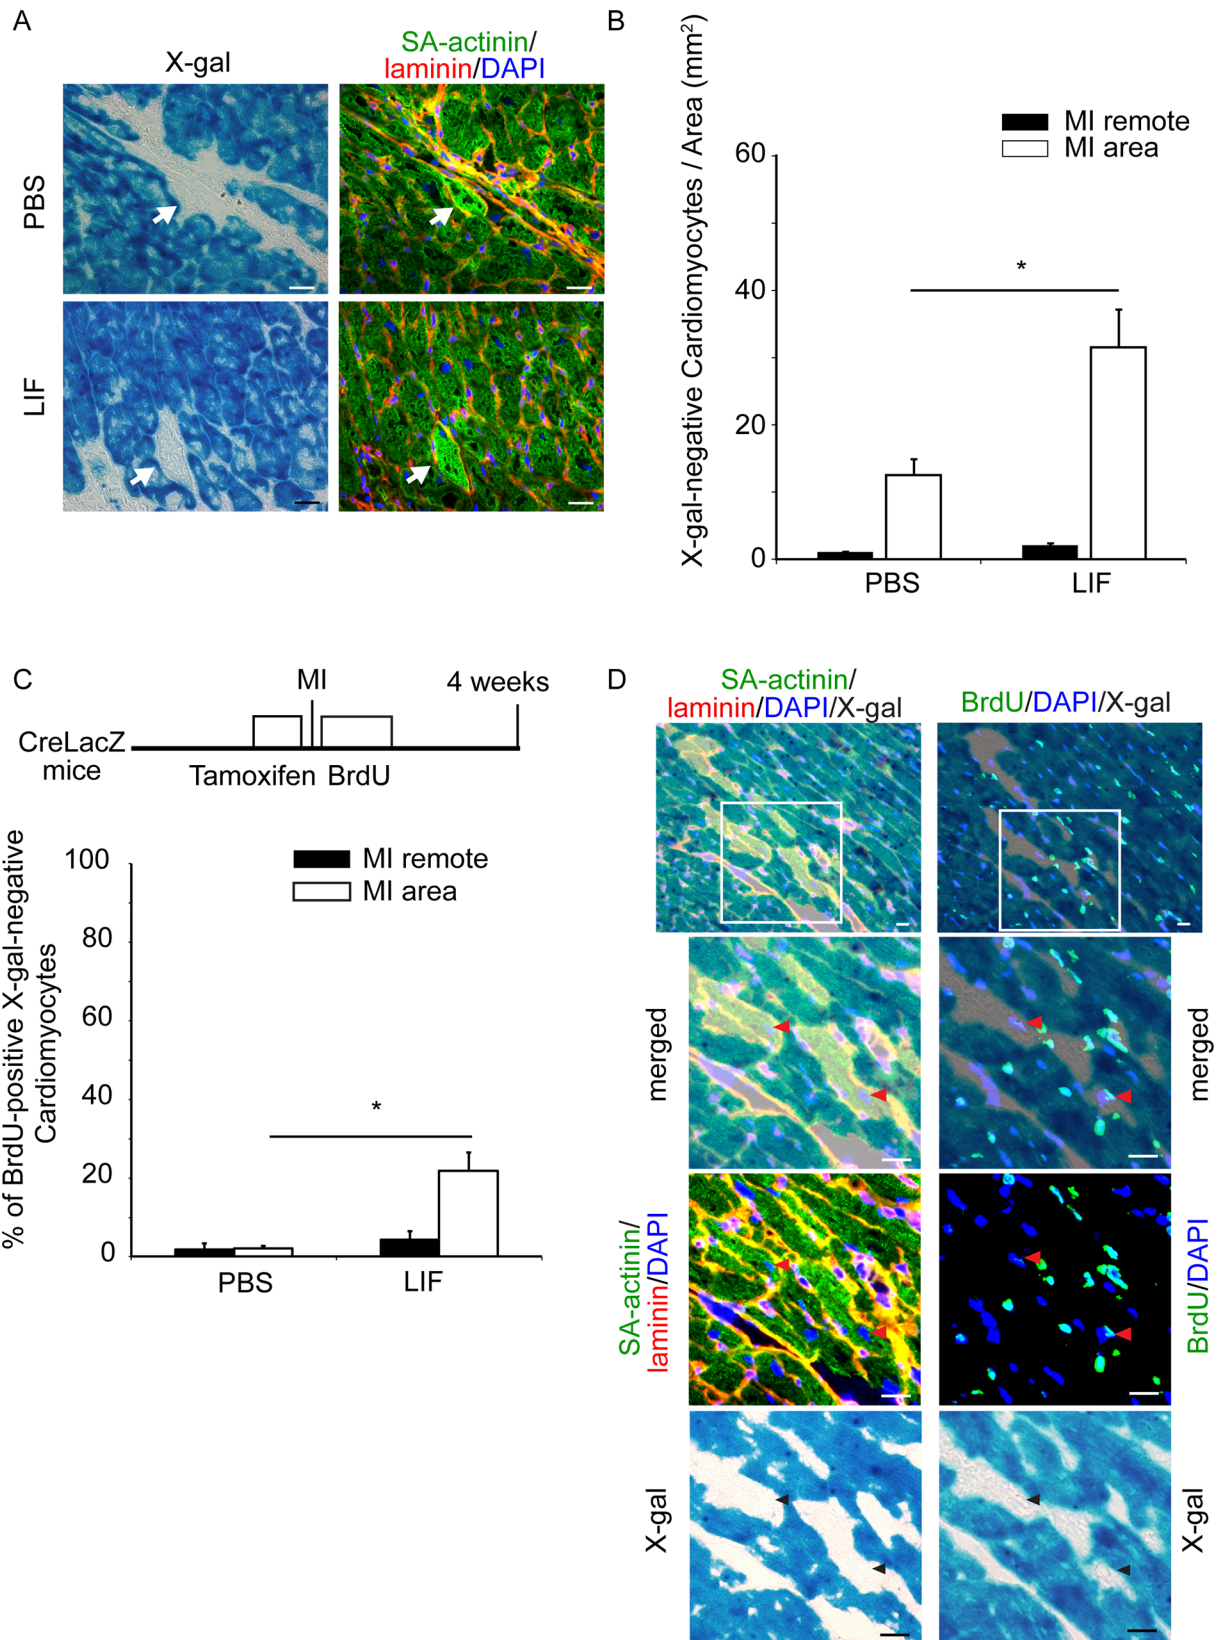 A
X-gal
SA-actinin/
laminin/DAPI
PBS
LIF
B
X-gal-negative Cardiomyocytes / Area (mm²)
MI remote
MI area
60
40
20
0
*
PBS
LIF
C
MI
4 weeks
CreLacZ
mice
Tamoxifen
BrdU
% of BrdU-positive X-gal-negative
Cardiomyocytes
MI remote
MI area
100
80
60
40
20
0
*
PBS
LIF
D
SA-actinin/
laminin/DAPI/X-gal
BrdU/DAPI/X-gal
merged
merged
SA-actinin/
laminin/DAPI
BrdU/DAPI
X-gal
X-gal